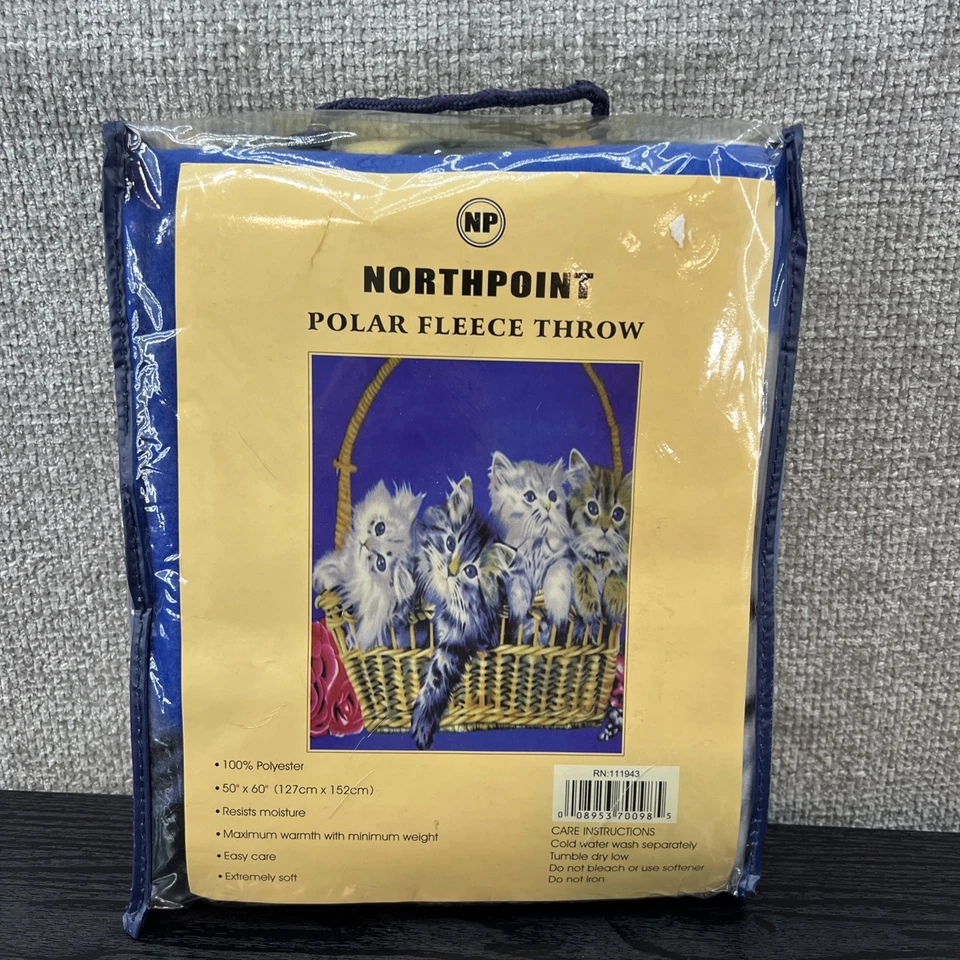 NP
NORTHPOINT
POLAR FLEECE THROW
• 100% Polyester
• 50" x 60" (127cm x 152cm)
• Resists moisture
• Maximum warmth with minimum weight
• Easy care
• Extremely soft
RN:111943
0 08953 70098 5
CARE INSTRUCTIONS
Cold water wash separately
Tumble dry low
Do not bleach or use softener
Do not iron